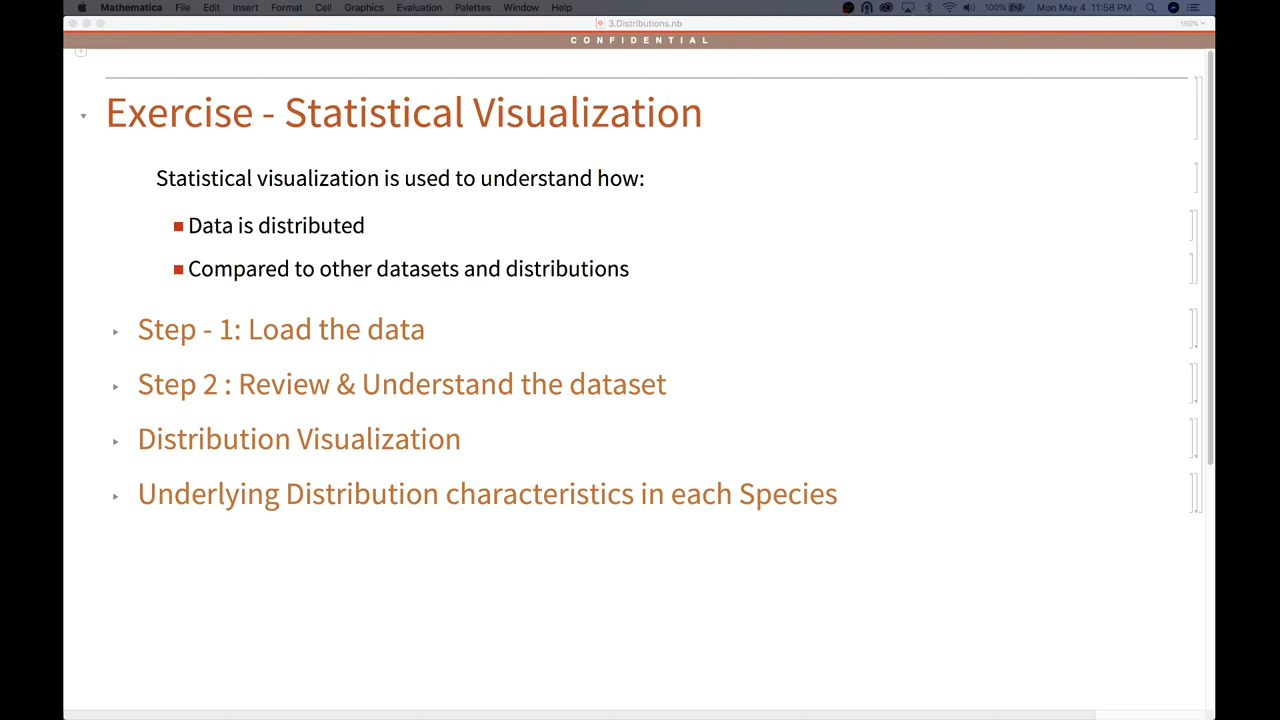 Mathematica File Edit Insert Format Cell Graphics Evaluation Palettes Window Help 100% Mon May 4 11:58 PM
3.Distributions.nb 150%
CONFIDENTIAL
Exercise - Statistical Visualization
Statistical visualization is used to understand how:
Data is distributed
Compared to other datasets and distributions
Step - 1: Load the data
Step 2 : Review & Understand the dataset
Distribution Visualization
Underlying Distribution characteristics in each Species